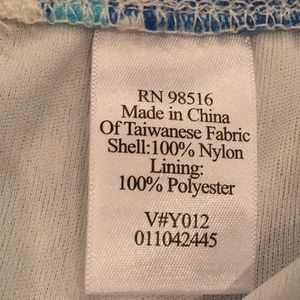 RN 98516
Made in China
Of Taiwanese Fabric
Shell:100% Nylon
Lining:
100% Polyester
V#Y012
011042445